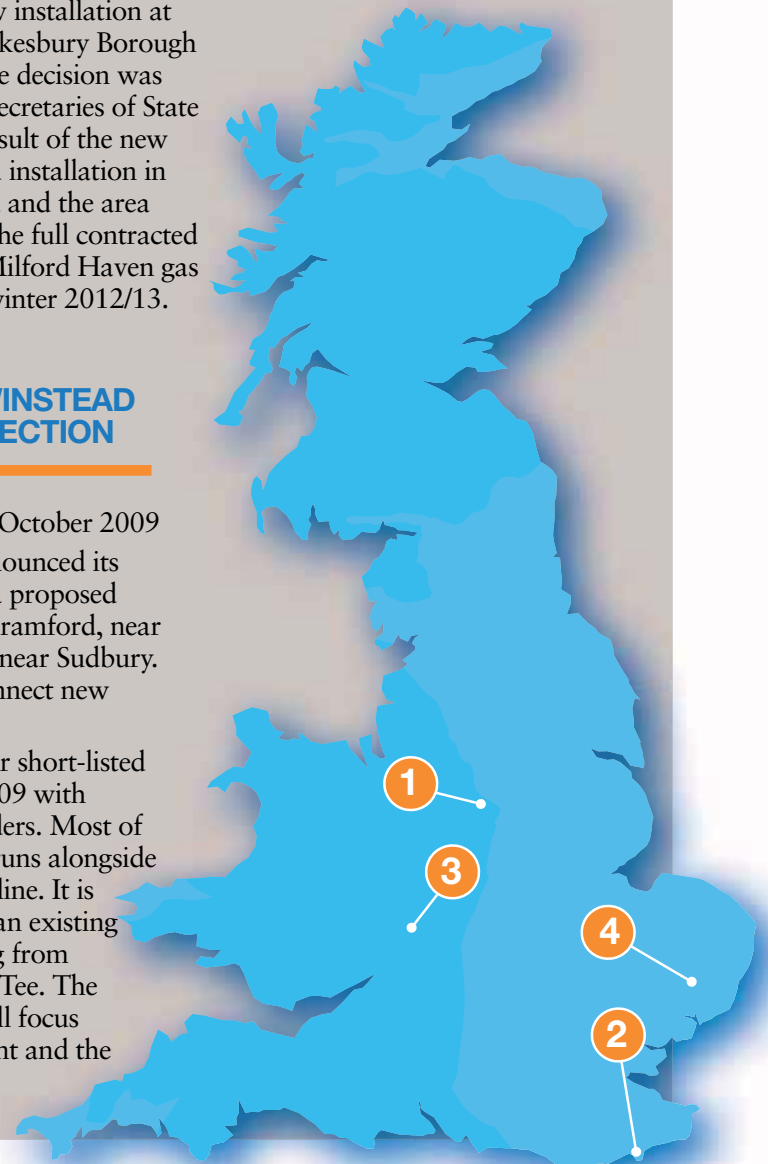 installation at
kesbury Borough
e decision was
ecretaries of State
sult of the new
installation in
and the area
he full contracted
Milford Haven gas
winter 2012/13.
INSTEAD
ECTION
October 2009
nounced its
proposed
ramford, near
near Sudbury.
nnect new
r short-listed
09 with
lders. Most of
runs alongside
line. It is
an existing
g from
Tee. The
ll focus
nt and the
1
3
4
2